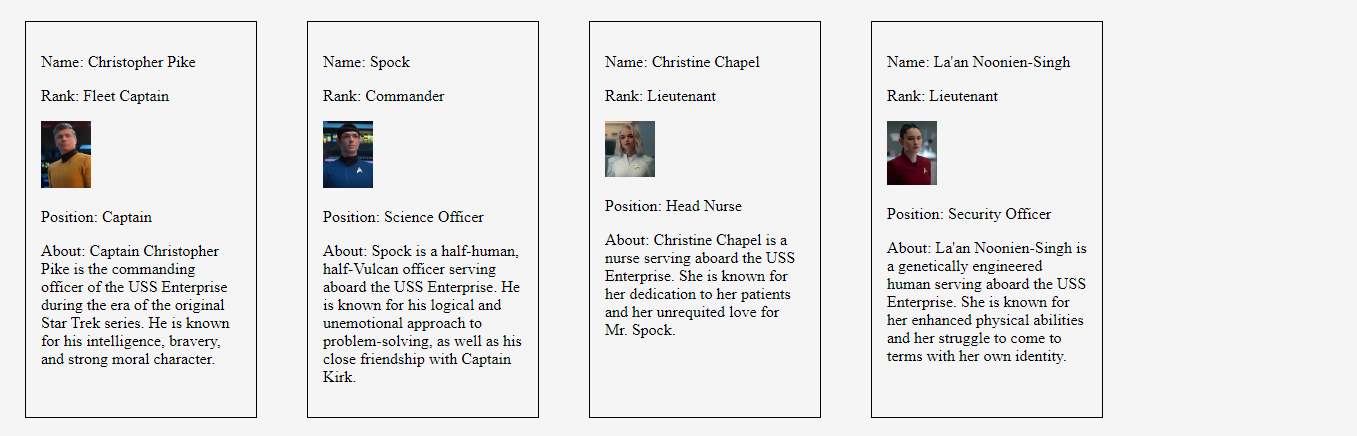 Name: Christopher Pike
Rank: Fleet Captain
Position: Captain
About: Captain Christopher
Pike is the commanding
officer of the USS Enterprise
during the era of the original
Star Trek series. He is known
for his intelligence, bravery,
and strong moral character.
Name: Spock
Rank: Commander
Position: Science Officer
About: Spock is a half-human,
half-Vulcan officer serving
aboard the USS Enterprise. He
is known for his logical and
unemotional approach to
problem-solving, as well as his
close friendship with Captain
Kirk.
Name: Christine Chapel
Rank: Lieutenant
Position: Head Nurse
About: Christine Chapel is a
nurse serving aboard the USS
Enterprise. She is known for
her dedication to her patients
and her unrequited love for
Mr. Spock.
Name: La'an Noonien-Singh
Rank: Lieutenant
Position: Security Officer
About: La'an Noonien-Singh is
a genetically engineered
human serving aboard the USS
Enterprise. She is known for
her enhanced physical abilities
and her struggle to come to
terms with her own identity.